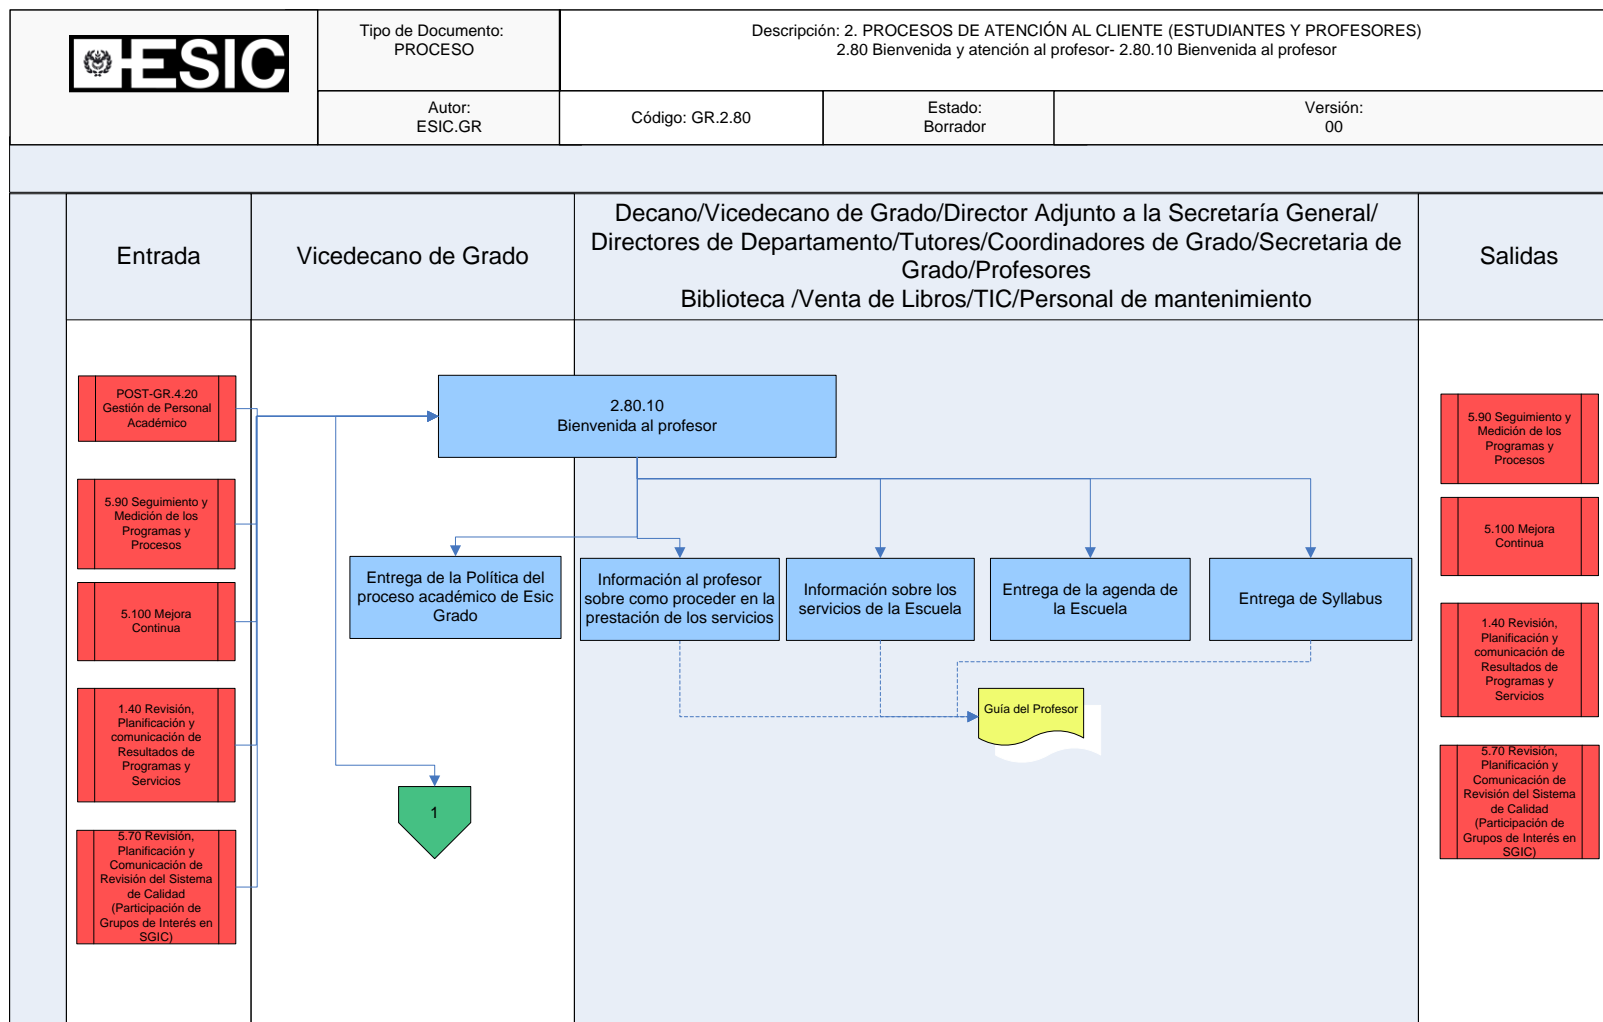 ESIC
Tipo de Documento:
PROCESO
Descripción: 2. PROCESOS DE ATENCIÓN AL CLIENTE (ESTUDIANTES Y PROFESORES)
2.80 Bienvenida y atención al profesor- 2.80.10 Bienvenida al profesor
Autor:
ESIC.GR
Código: GR.2.80
Estado:
Borrador
Versión:
00
Entrada
Vicedecano de Grado
Decano/Vicedecano de Grado/Director Adjunto a la Secretaría General/
Directores de Departamento/Tutores/Coordinadores de Grado/Secretaria de
Grado/Profesores
Biblioteca /Venta de Libros/TIC/Personal de mantenimiento
Salidas
POST-GR.4.20
Gestión de Personal
Académico
5.90 Seguimiento y
Medición de los
Programas y
Procesos
5.100 Mejora
Continua
1.40 Revisión,
Planificación y
comunicación de
Resultados de
Programas y
Servicios
5.70 Revisión,
Planificación y
Comunicación de
Revisión del Sistema
de Calidad
(Participación de
Grupos de Interés en
SGIC)
2.80.10
Bienvenida al profesor
Entrega de la Política del
proceso académico de Esic
Grado
Información al profesor
sobre como proceder en la
prestación de los servicios
Información sobre los
servicios de la Escuela
Entrega de la agenda de
la Escuela
Entrega de Syllabus
Guía del Profesor
1
5.90 Seguimiento y
Medición de los
Programas y
Procesos
5.100 Mejora
Continua
1.40 Revisión,
Planificación y
comunicación de
Resultados de
Programas y
Servicios
5.70 Revisión,
Planificación y
Comunicación de
Revisión del Sistema
de Calidad
(Participación de
Grupos de Interés en
SGIC)